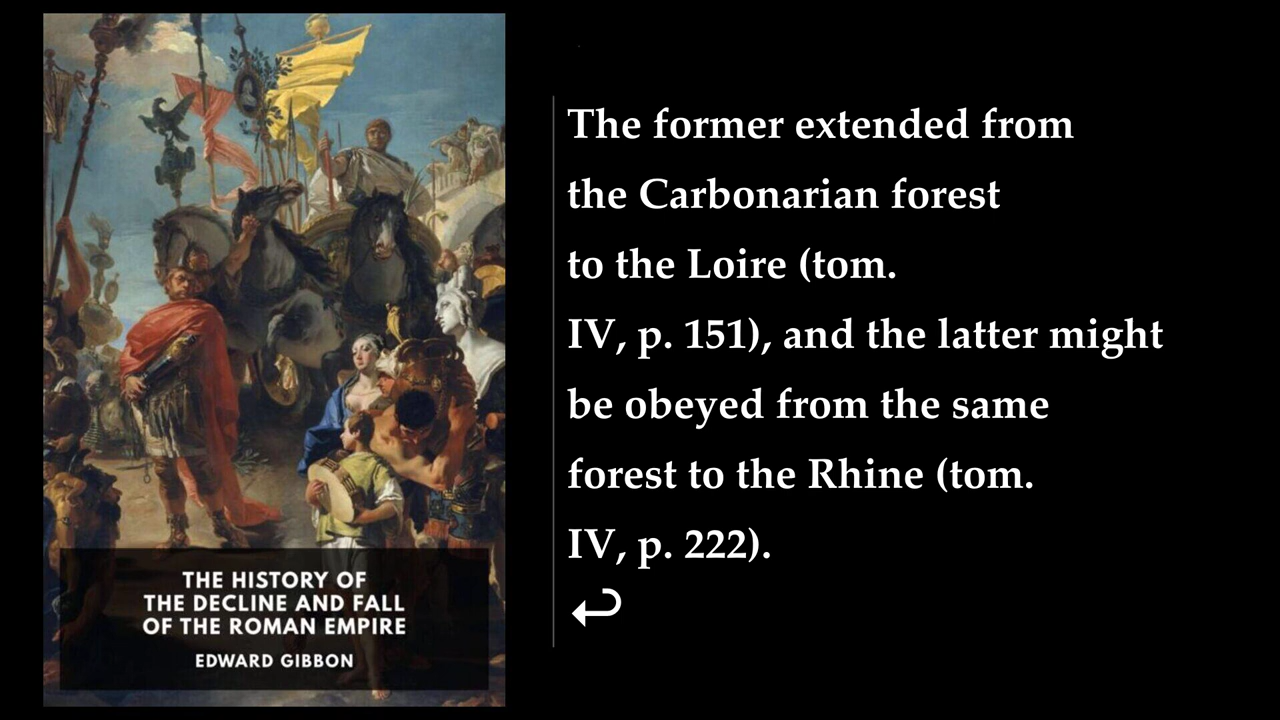 The former extended from
the Carbonarian forest
to the Loire (tom.
IV, p. 151), and the latter might
be obeyed from the same
forest to the Rhine (tom.
IV, p. 222).
↩
THE HISTORY OF
THE DECLINE AND FALL
OF THE ROMAN EMPIRE
EDWARD GIBBON